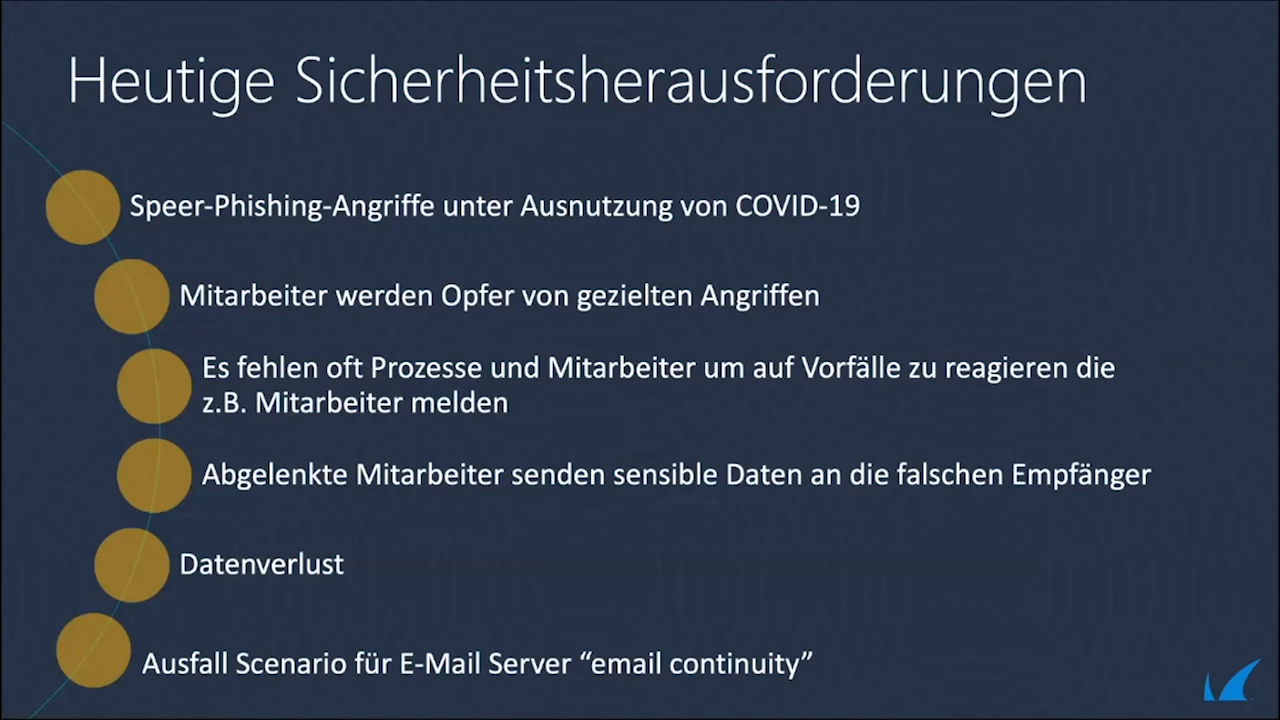 Heutige Sicherheitsherausforderungen
Speer-Phishing-Angriffe unter Ausnutzung von COVID-19
Mitarbeiter werden Opfer von gezielten Angriffen
Es fehlen oft Prozesse und Mitarbeiter um auf Vorfälle zu reagieren die
z.B. Mitarbeiter melden
Abgelenkte Mitarbeiter senden sensible Daten an die falschen Empfänger
Datenverlust
Ausfall Scenario für E-Mail Server “email continuity”